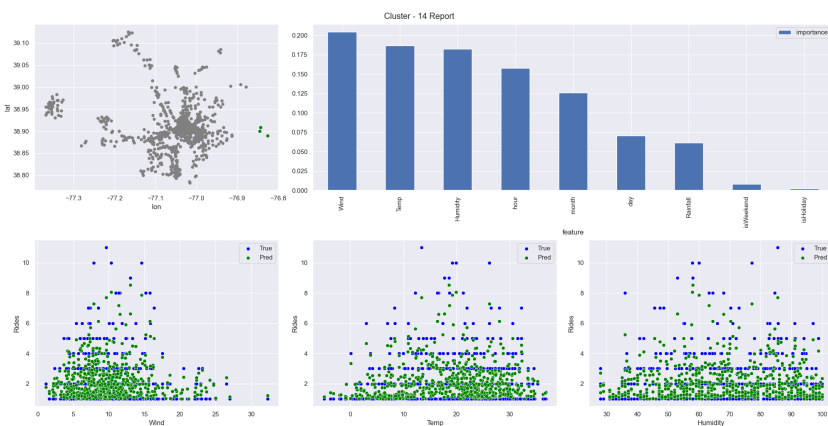 Cluster - 14 Report
39.10
39.05
39.00
38.95
38.90
38.85
38.80
lat
−77.3
−77.2
−77.1
−77.0
−76.9
−76.8
lon
0.200
0.175
0.150
0.125
0.100
0.075
0.050
0.025
0.000
importance
Wind
Temp
Humidity
hour
month
day
Rainfall
isWeekend
isHoliday
feature
10
8
6
4
2
Rides
True
Pred
0
5
10
15
20
25
30
Wind
10
8
6
4
2
Rides
True
Pred
0
10
20
30
Temp
10
8
6
4
2
Rides
True
Pred
30
40
50
60
70
80
90
100
Humidity